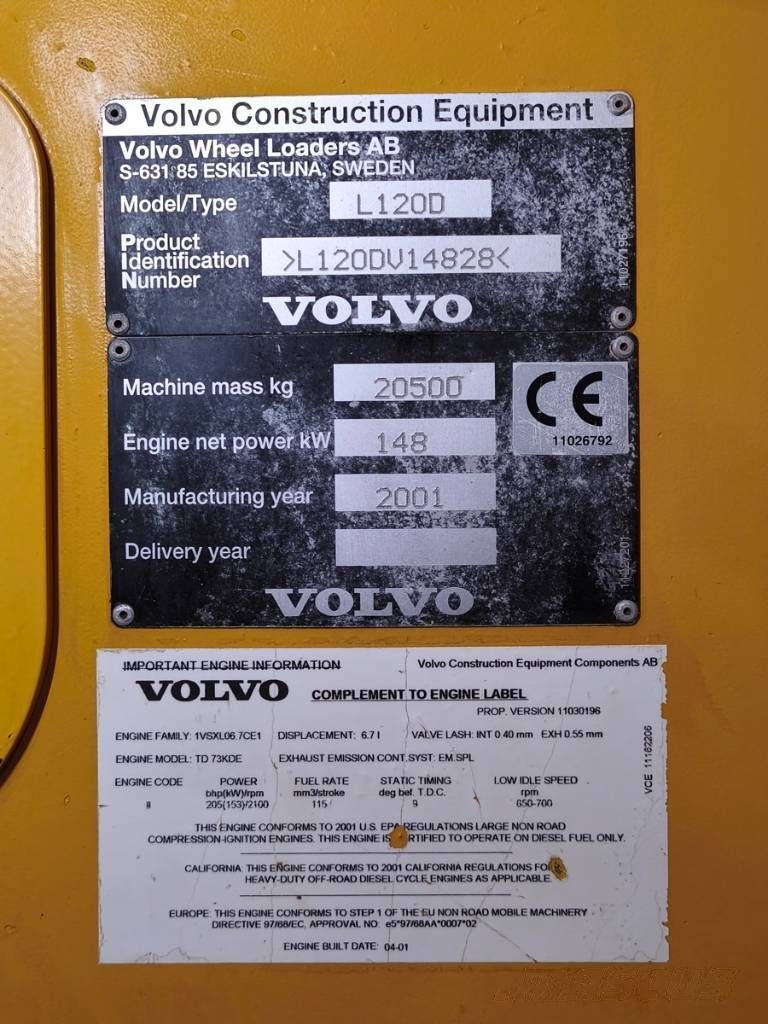 Volvo Construction Equipment
Volvo Wheel Loaders AB
S-631 85 ESKILSTUNA, SWEDEN
Model/Type L120D
Product
Identification
Number
>L120DV14828<
11027196
VOLVO
Machine mass kg 20500
CE
11026792
Engine net power kW 148
Manufacturing year 2001
Delivery year
VOLVO
IMPORTANT ENGINE INFORMATION Volvo Construction Equipment Components AB
VOLVO COMPLEMENT TO ENGINE LABEL
PROP. VERSION 11030196
ENGINE FAMILY: 1VSXL06.7CE1 DISPLACEMENT: 6.7 l VALVE LASH: INT 0.40 mm EXH 0.55 mm
ENGINE MODEL: TD 73KDE EXHAUST EMISSION CONT.SYST: EM.SPL
ENGINE CODE POWER FUEL RATE STATIC TIMING LOW IDLE SPEED
bhp(kW)/rpm mm3/stroke deg bef. T.D.C. rpm
205(153)/2100 115 9 650-700
VCE 11162206
THIS ENGINE CONFORMS TO 2001 U.S. EPA REGULATIONS LARGE NON ROAD
COMPRESSION-IGNITION ENGINES. THIS ENGINE IS CERTIFIED TO OPERATE ON DIESEL FUEL ONLY.
CALIFORNIA: THIS ENGINE CONFORMS TO 2001 CALIFORNIA REGULATIONS FOR
HEAVY-DUTY OFF-ROAD DIESEL CYCLE ENGINES AS APPLICABLE.
EUROPE: THIS ENGINE CONFORMS TO STEP 1 OF THE EU NON ROAD MOBILE MACHINERY
DIRECTIVE 97/68/EC, APPROVAL NO: e5*97/68AA*0007*02
ENGINE BUILT DATE: 04-01